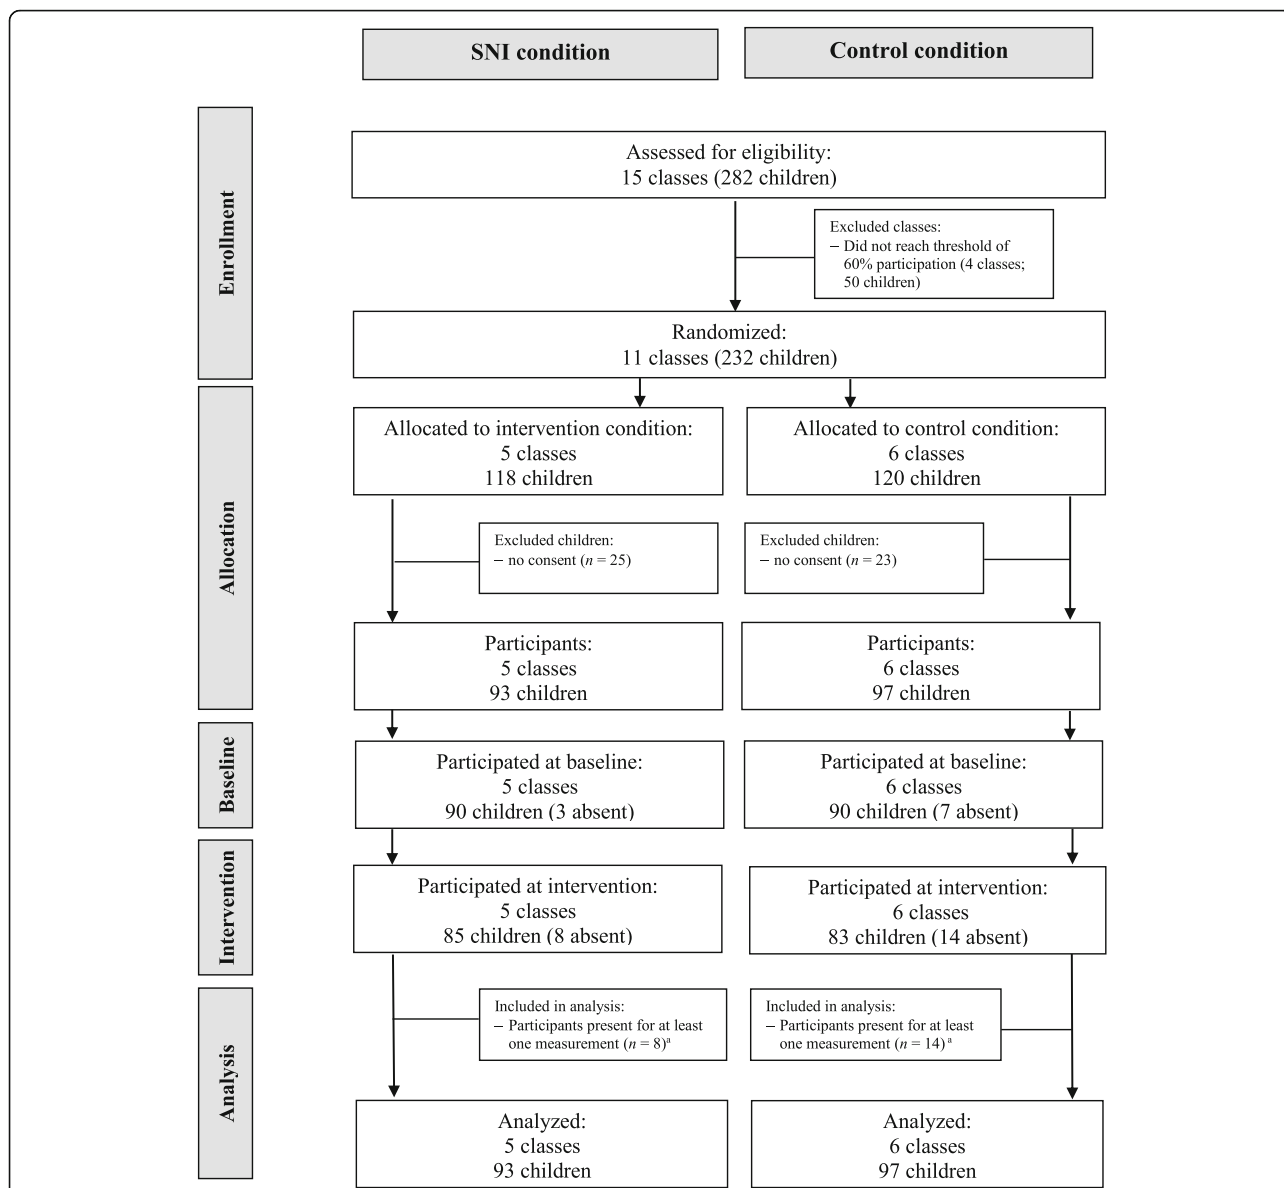 SNI condition
Control condition
Enrollment
Assessed for eligibility:
15 classes (282 children)
Excluded classes:
– Did not reach threshold of
60% participation (4 classes;
50 children)
Randomized:
11 classes (232 children)
Allocation
Allocated to intervention condition:
5 classes
118 children
Allocated to control condition:
6 classes
120 children
Excluded children:
– no consent (n = 25)
Excluded children:
– no consent (n = 23)
Participants:
5 classes
93 children
Participants:
6 classes
97 children
Baseline
Participated at baseline:
5 classes
90 children (3 absent)
Participated at baseline:
6 classes
90 children (7 absent)
Intervention
Participated at intervention:
5 classes
85 children (8 absent)
Participated at intervention:
6 classes
83 children (14 absent)
Analysis
Included in analysis:
– Participants present for at least
one measurement (n = 8)ᵃ
Included in analysis:
– Participants present for at least
one measurement (n = 14)ᵃ
Analyzed:
5 classes
93 children
Analyzed:
6 classes
97 children